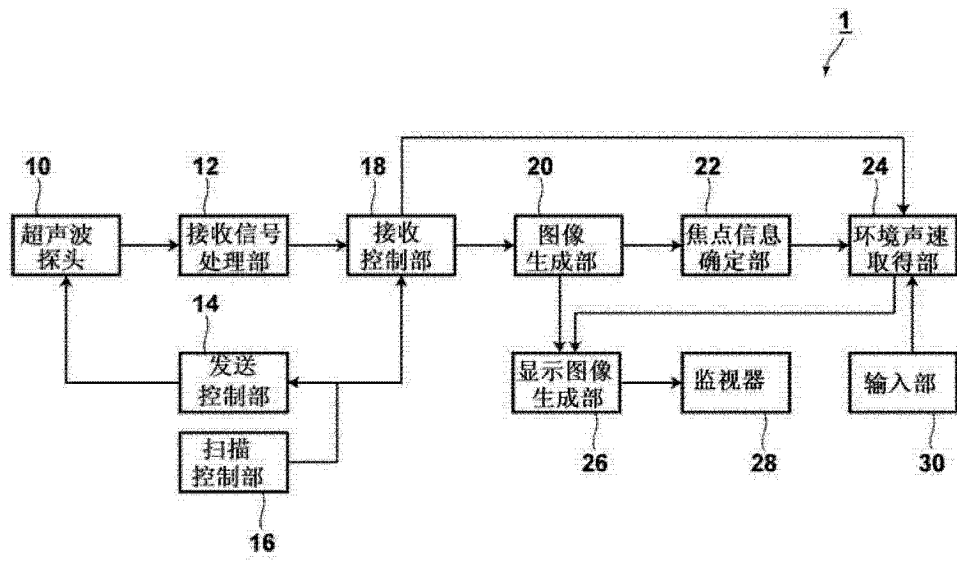 1
10
12
18
20
22
24
超声波
探头
接收信号
处理部
接收
控制部
图像
生成部
焦点信息
确定部
环境声速
取得部
14
发送
控制部
显示图像
生成部
监视器
输入部
扫描
控制部
26
28
30
16